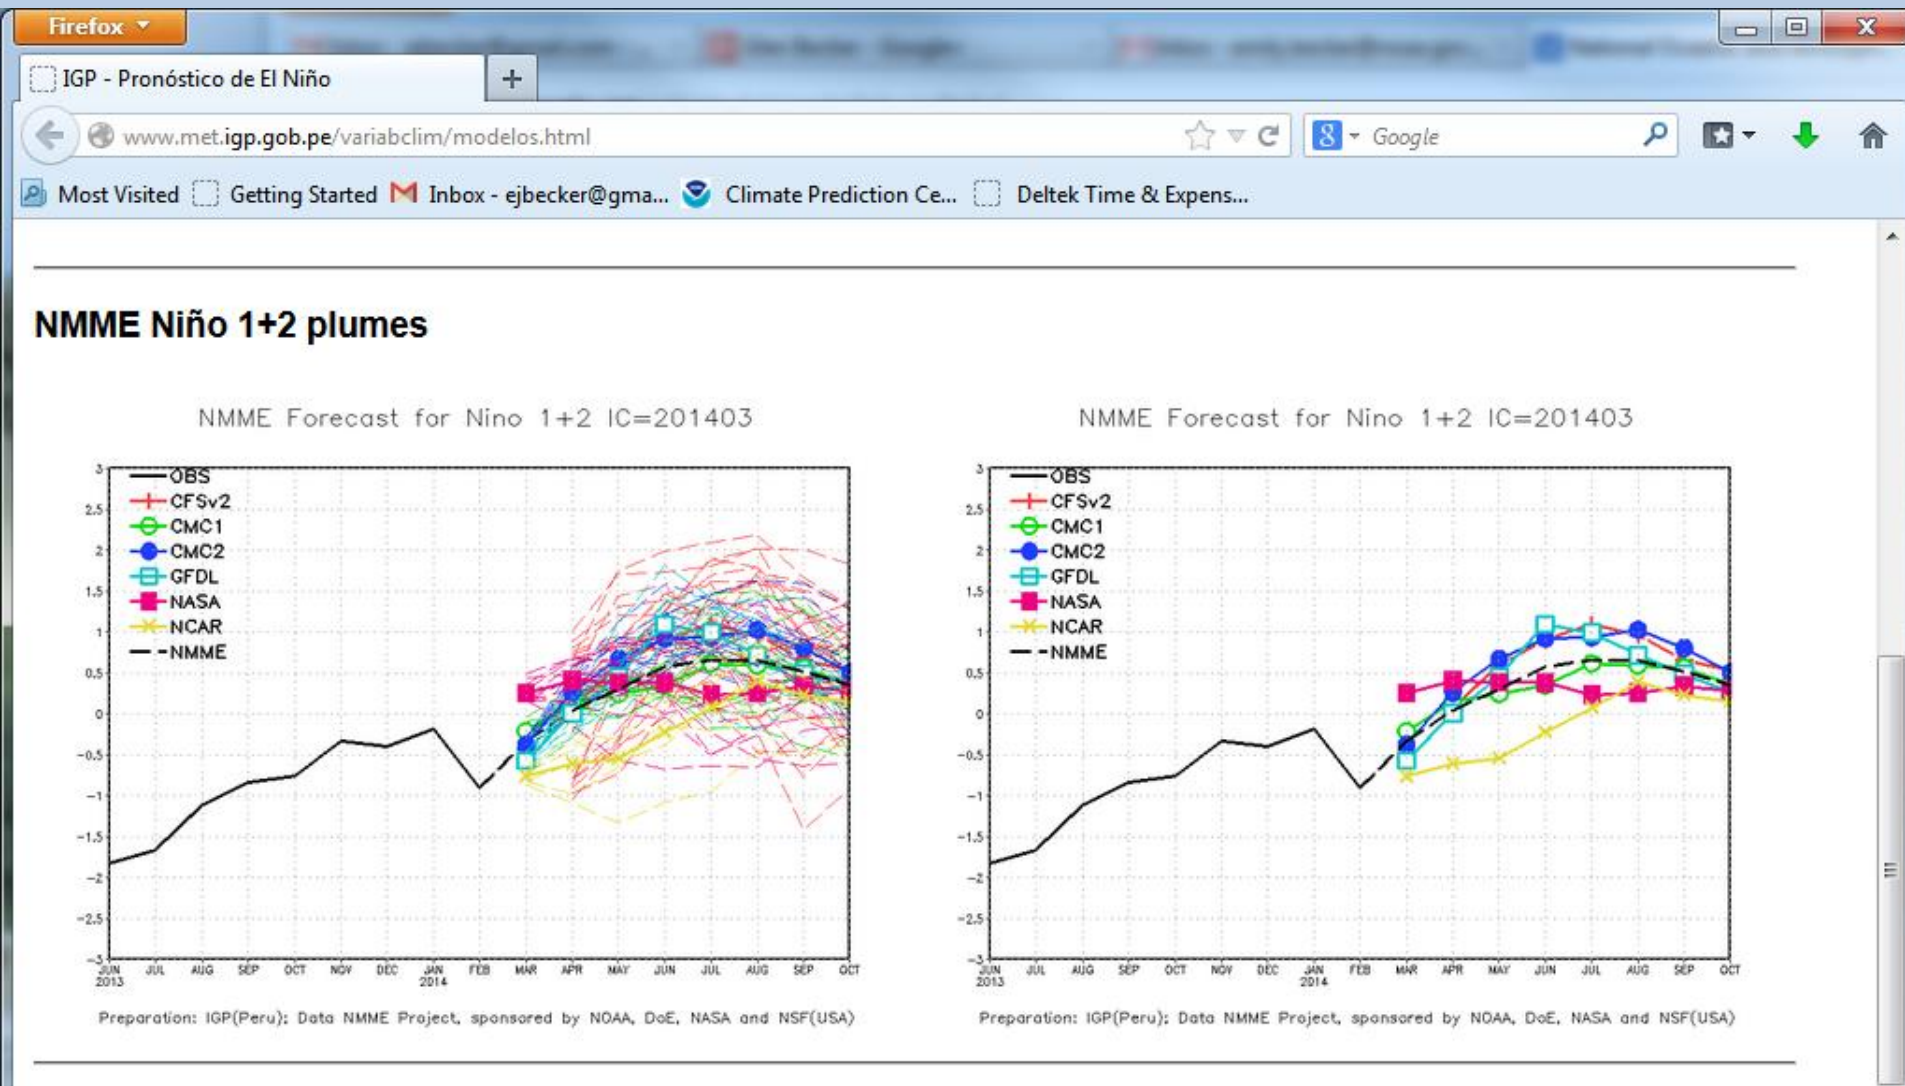 Firefox
IGP - Pronóstico de El Niño
www.met.igp.gob.pe/variabclim/modelos.html
Google
Most Visited Getting Started Inbox - ejbecker@gma... Climate Prediction Ce... Deltek Time & Expens...
NMME Niño 1+2 plumes
NMME Forecast for Nino 1+2 IC=201403
3
2.5
2
1.5
1
0.5
0
-0.5
-1
-1.5
-2
-2.5
-3
OBS
CFSv2
CMC1
CMC2
GFDL
NASA
NCAR
NMME
JUN JUL AUG SEP OCT NOV DEC JAN FEB MAR APR MAY JUN JUL AUG SEP OCT
2013 2014
Preparation: IGP(Peru); Data NMME Project, sponsored by NOAA, DoE, NASA and NSF(USA)
NMME Forecast for Nino 1+2 IC=201403
3
2.5
2
1.5
1
0.5
0
-0.5
-1
-1.5
-2
-2.5
-3
OBS
CFSv2
CMC1
CMC2
GFDL
NASA
NCAR
NMME
JUN JUL AUG SEP OCT NOV DEC JAN FEB MAR APR MAY JUN JUL AUG SEP OCT
2013 2014
Preparation: IGP(Peru); Data NMME Project, sponsored by NOAA, DoE, NASA and NSF(USA)